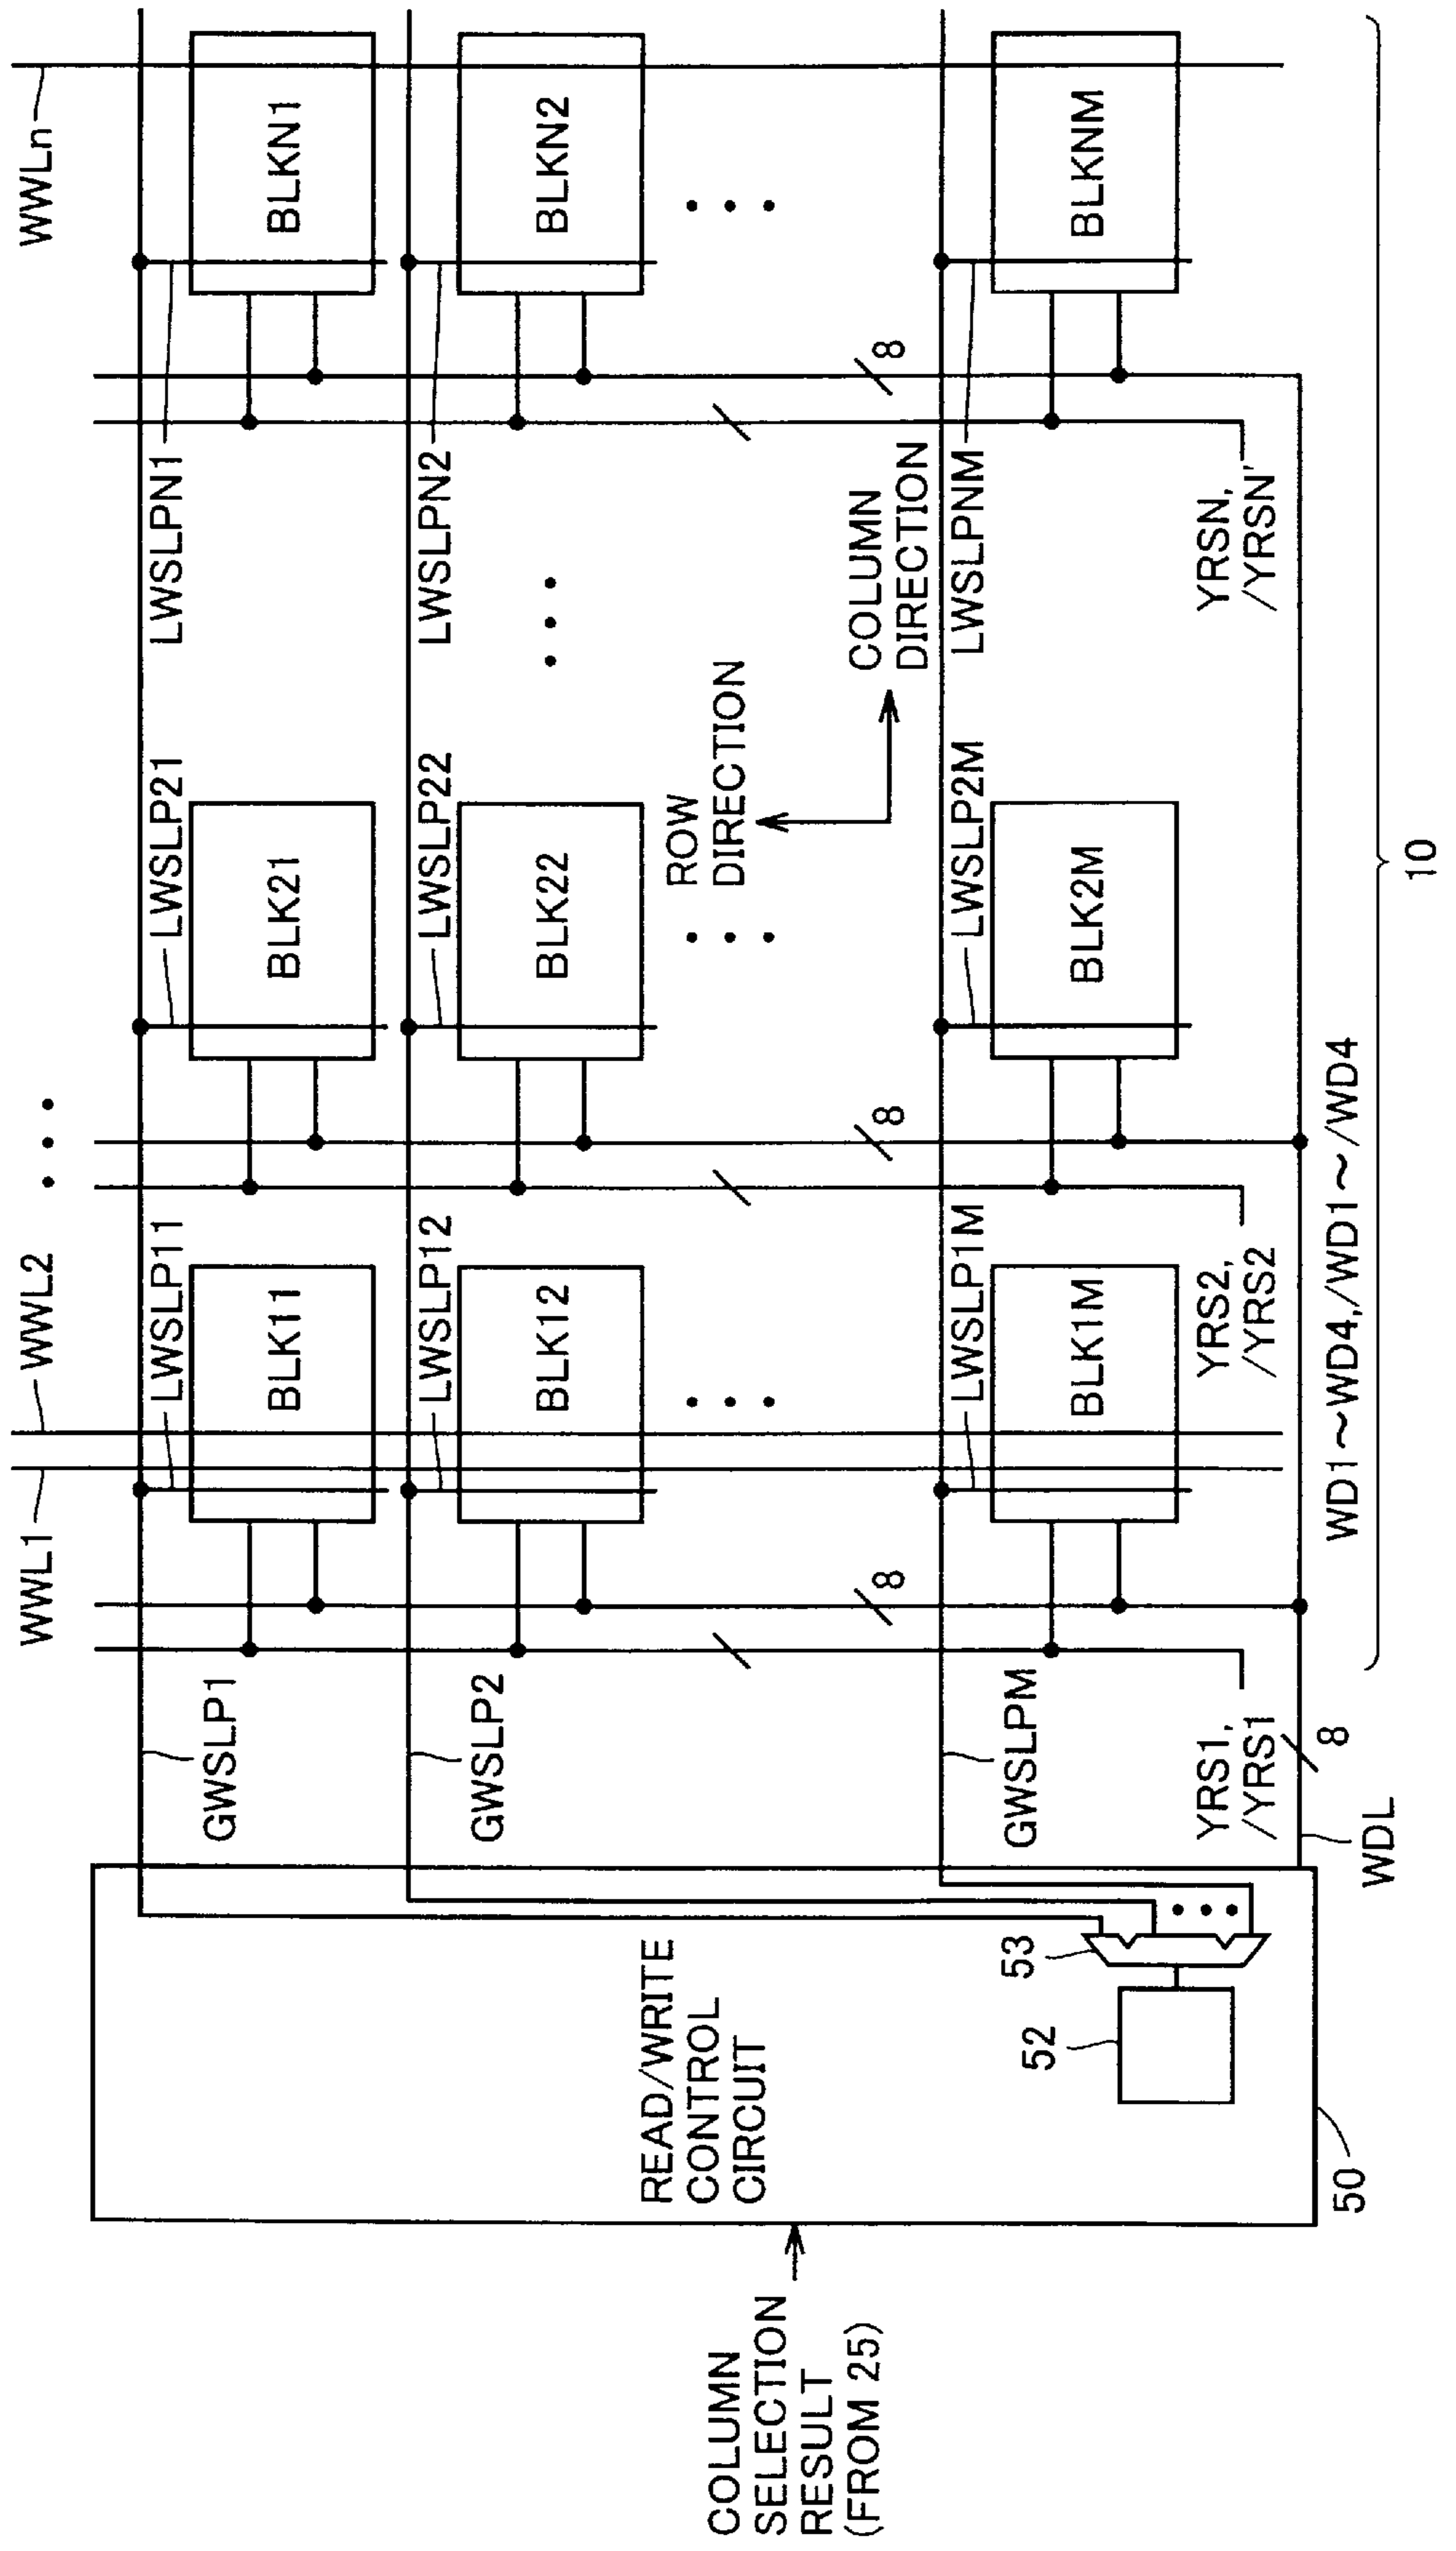 WWL1
WWL2
• • •
WWLn
GWSLP1
LWSLP11
LWSLP21
LWSLPN1
BLK11
BLK21
BLKN1
GWSLP2
LWSLP12
LWSLP22
LWSLPN2
BLK12
BLK22
BLKN2
READ/WRITE
CONTROL
CIRCUIT
ROW
DIRECTION
COLUMN
DIRECTION
COLUMN
SELECTION
RESULT
(FROM 25)
8
8
8
GWSLPM
LWSLP1M
LWSLP2M
LWSLPNM
BLK1M
BLK2M
BLKNM
52
53
YRS1,
/YRS1
YRS2,
/YRS2
YRSN,
/YRSN'
8
50
WDL
WD1~WD4,/WD1~/WD4
10